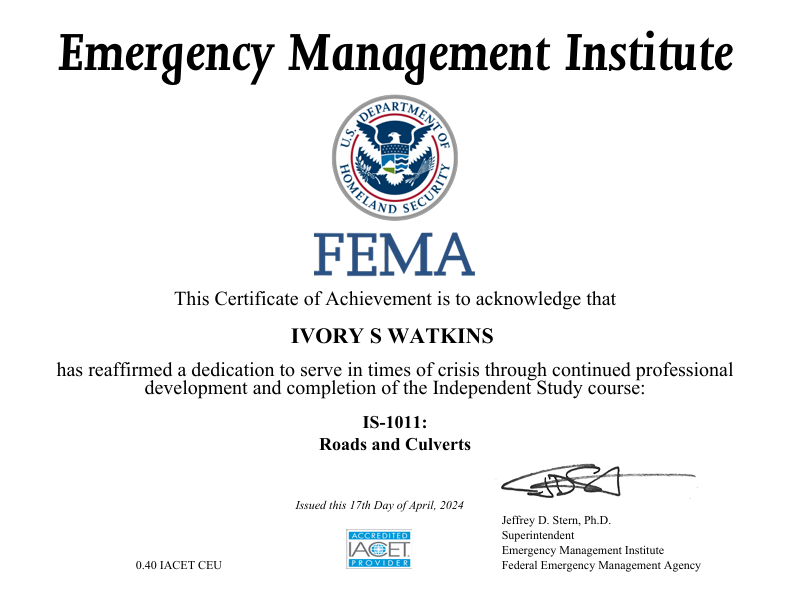 Emergency Management Institute
U.S. DEPARTMENT OF
HOMELAND SECURITY
FEMA
This Certificate of Achievement is to acknowledge that
IVORY S WATKINS
has reaffirmed a dedication to serve in times of crisis through continued professional
development and completion of the Independent Study course:
IS-1011:
Roads and Culverts
Issued this 17th Day of April, 2024
Jeffrey D. Stern, Ph.D.
Superintendent
Emergency Management Institute
Federal Emergency Management Agency
ACCREDITED
IACET
PROVIDER
0.40 IACET CEU